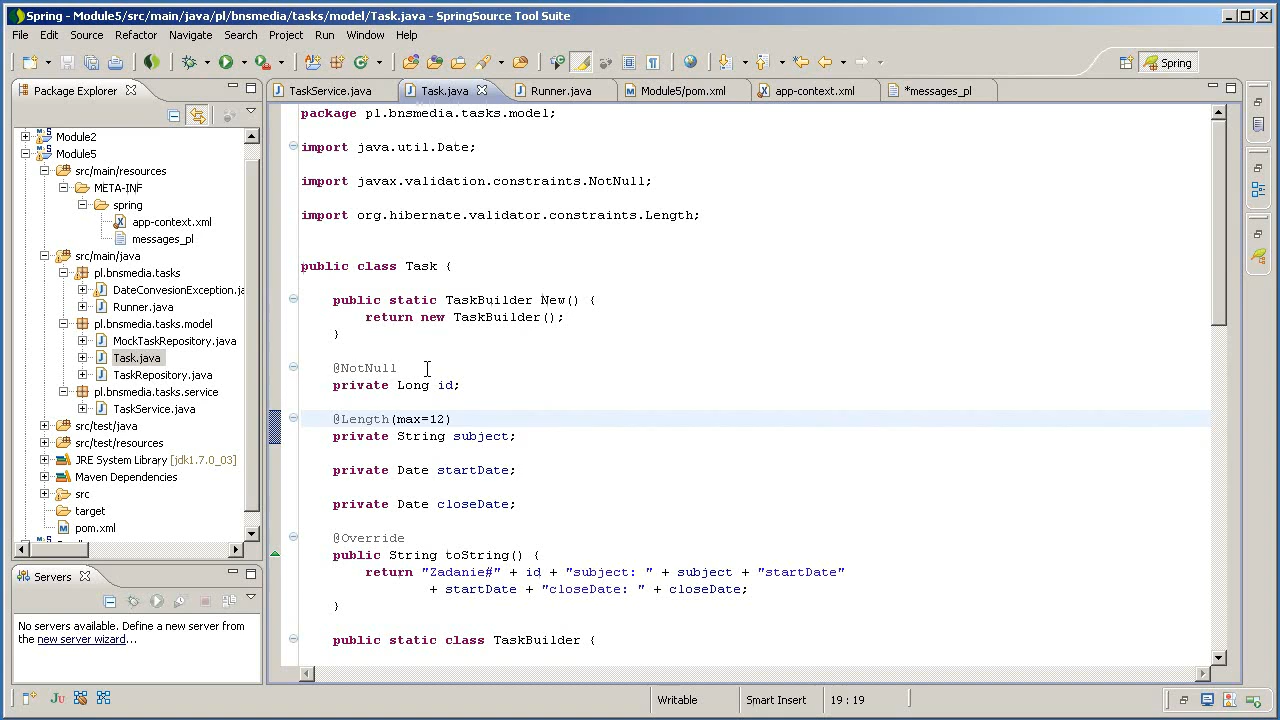 Spring - Module5/src/main/java/pl/bnsmedia/tasks/model/Task.java - SpringSource Tool Suite
File Edit Source Refactor Navigate Search Project Run Window Help
Spring
Package Explorer
TaskService.java Task.java Runner.java Module5/pom.xml app-context.xml *messages_pl
Module2
Module5
src/main/resources
META-INF
spring
app-context.xml
messages_pl
src/main/java
pl.bnsmedia.tasks
DateConvesionException.ja
Runner.java
pl.bnsmedia.tasks.model
MockTaskRepository.java
Task.java
TaskRepository.java
pl.bnsmedia.tasks.service
TaskService.java
src/test/java
src/test/resources
JRE System Library [jdk1.7.0_03]
Maven Dependencies
src
target
pom.xml
package pl.bnsmedia.tasks.model;
import java.util.Date;
import javax.validation.constraints.NotNull;
import org.hibernate.validator.constraints.Length;
public class Task {
public static TaskBuilder New() {
return new TaskBuilder();
}
@NotNull
private Long id;
@Length(max=12)
private String subject;
private Date startDate;
private Date closeDate;
@Override
public String toString() {
return "Zadanie#" + id + "subject: " + subject + "startDate"
+ startDate + "closeDate: " + closeDate;
}
public static class TaskBuilder {
Servers
No servers available. Define a new server from
the new server wizard...
Writable Smart Insert 19 : 19